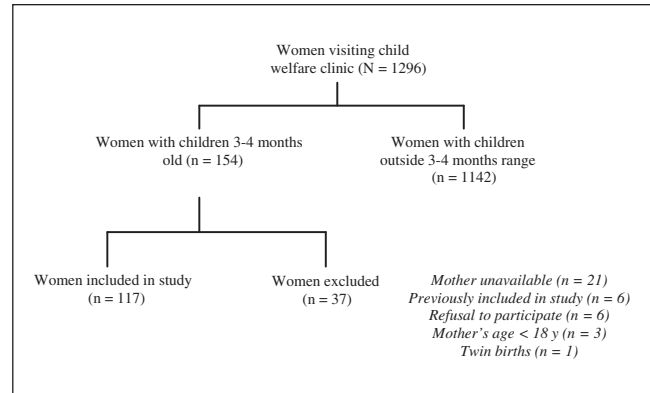 Women visiting child
welfare clinic (N = 1296)
Women with children 3-4 months
old (n = 154)
Women with children
outside 3-4 months range
(n = 1142)
Women included in study
(n = 117)
Women excluded
(n = 37)
Mother unavailable (n = 21)
Previously included in study (n = 6)
Refusal to participate (n = 6)
Mother's age < 18 y (n = 3)
Twin births (n = 1)